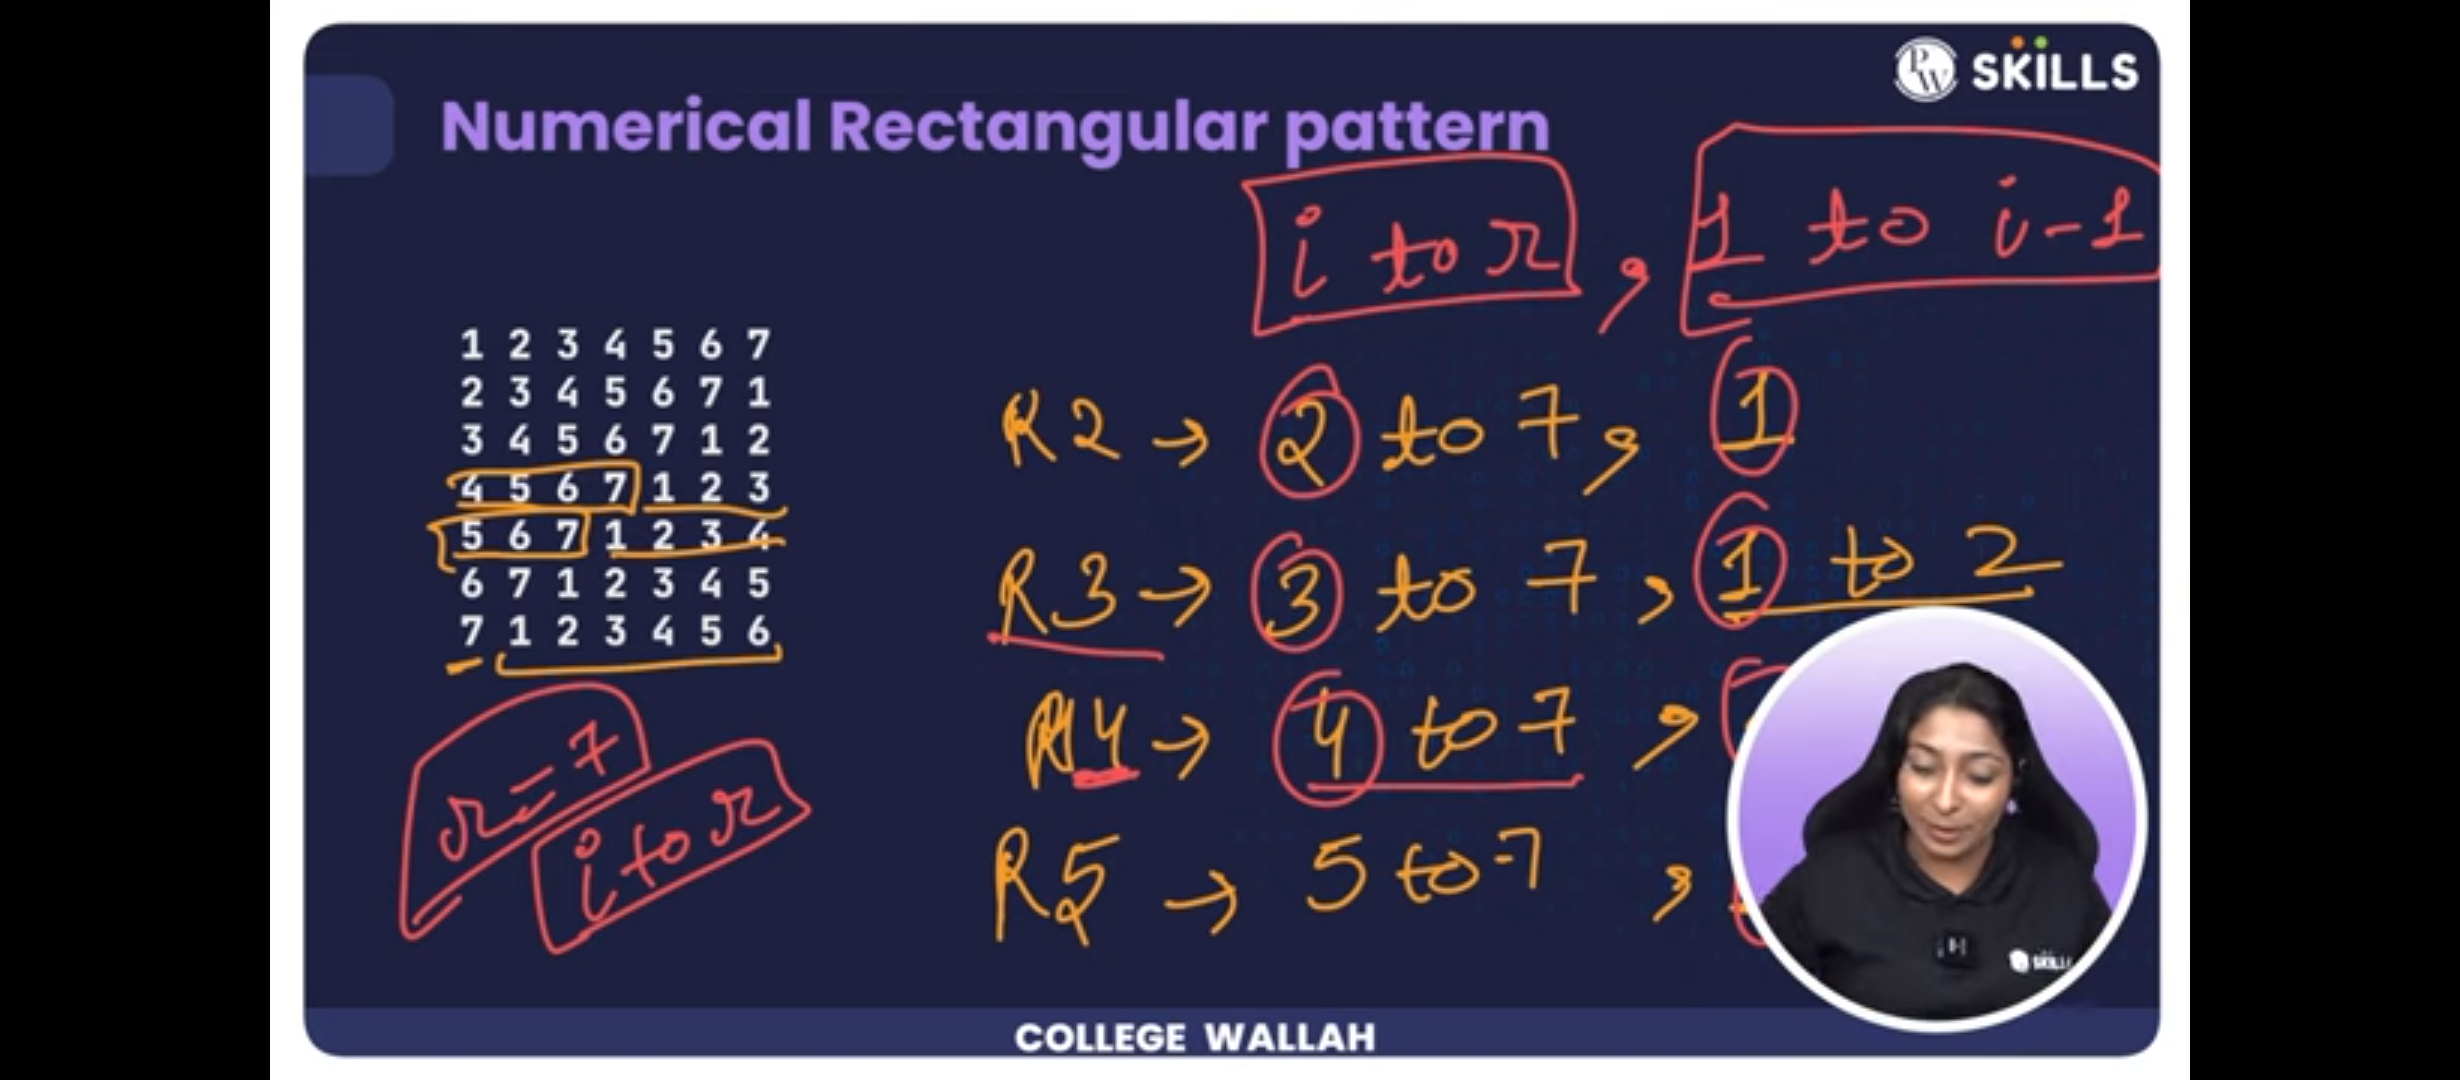 PW SKILLS
Numerical Rectangular pattern
i to r , 1 to i-1
1 2 3 4 5 6 7
2 3 4 5 6 7 1
3 4 5 6 7 1 2
4 5 6 7 1 2 3
5 6 7 1 2 3 4
6 7 1 2 3 4 5
7 1 2 3 4 5 6
r = 7
i to r
R2 → 2 to 7 , 1
R3 → 3 to 7 , 1 to 2
R4 → 4 to 7 ,
R5 → 5 to 7 ,
SKILLS
COLLEGE WALLAH